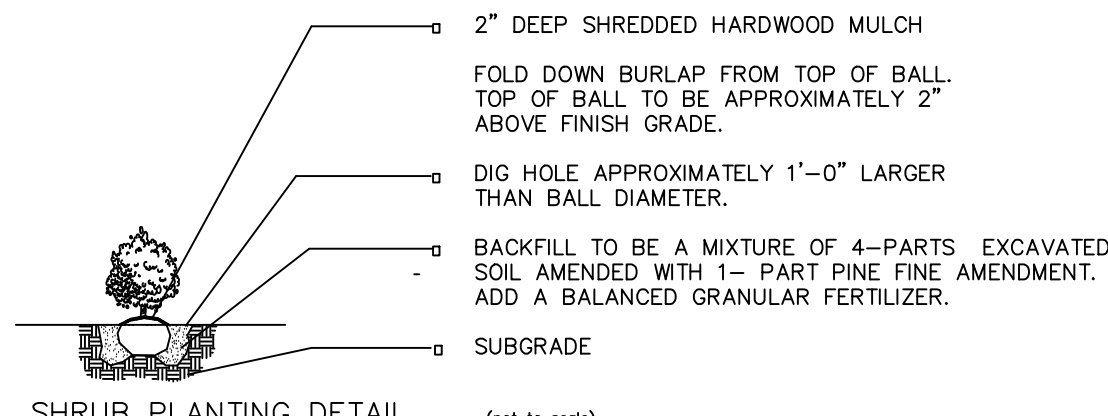 2” DEEP SHREDDED HARDWOOD MULCH
FOLD DOWN BURLAP FROM TOP OF BALL.
TOP OF BALL TO BE APPROXIMATELY 2”
ABOVE FINISH GRADE.
DIG HOLE APPROXIMATELY 1’–0” LARGER
THAN BALL DIAMETER.
BACKFILL TO BE A MIXTURE OF 4–PARTS EXCAVATED
SOIL AMENDED WITH 1– PART PINE FINE AMENDMENT.
ADD A BALANCED GRANULAR FERTILIZER.
SUBGRADE
SHRUB PLANTING DETAIL (not to scale)